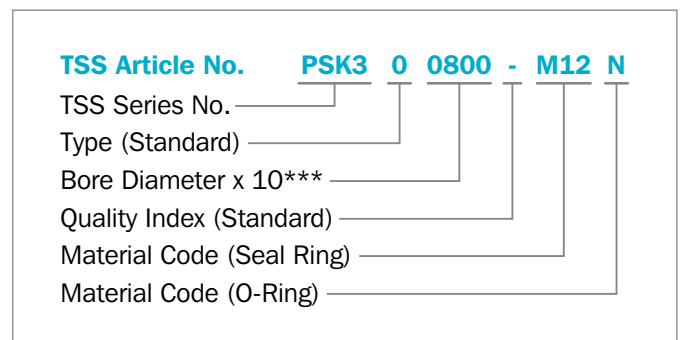 TSS Article No. PSK3 0 0800 - M12 N
TSS Series No.
Type (Standard)
Bore Diameter x 10***
Quality Index (Standard)
Material Code (Seal Ring)
Material Code (O-Ring)